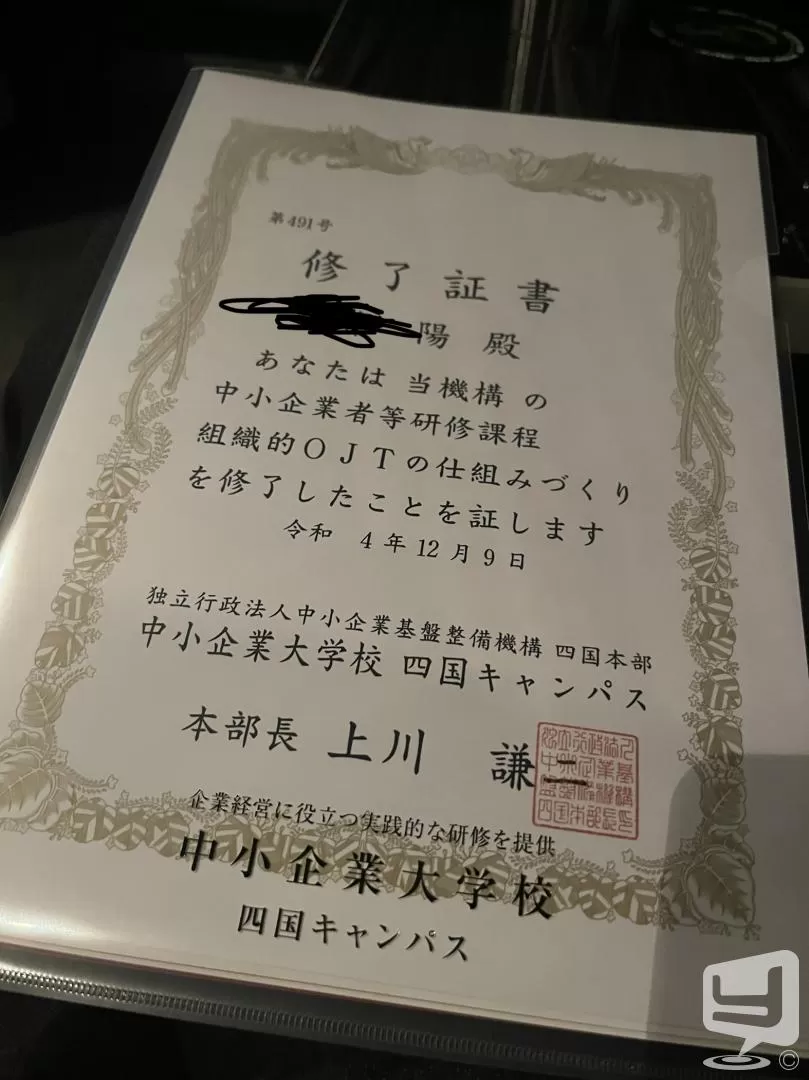 第491号
修了証書
陽 殿
あなたは 当機構 の
中小企業者等研修課程
組織的OJTの仕組みづくり
を修了したことを証します
令和 4年12月9日
独立行政法人中小企業基盤整備機構 四国本部
中小企業大学校 四国キャンパス
本部長 上川 謙二
企業経営に役立つ実践的な研修を提供
中小企業大学校
四国キャンパス
y
©